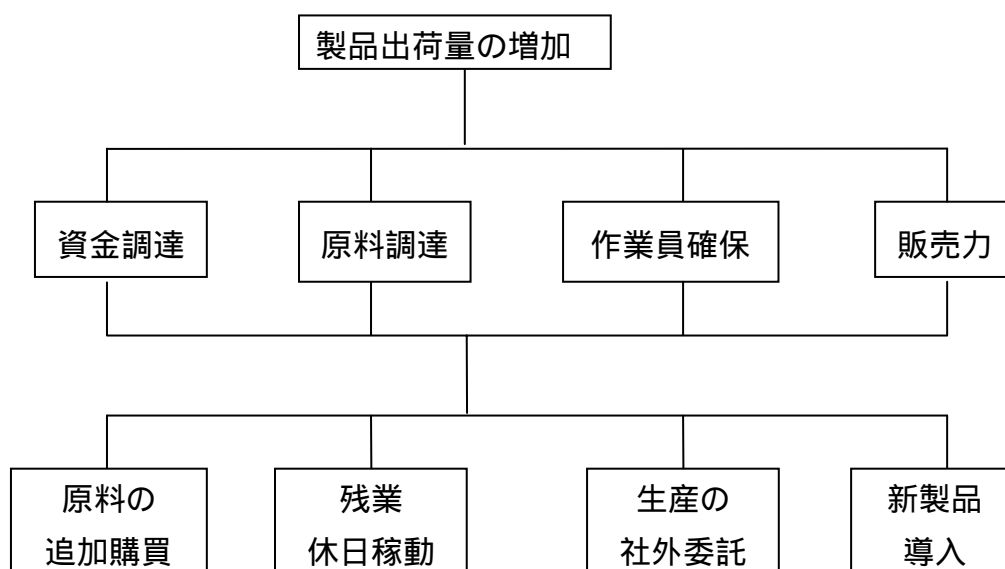 製品出荷量の増加
資金調達
原料調達
作業員確保
販売力
原料の
追加購買
残業
休日稼動
生産の
社外委託
新製品
導入